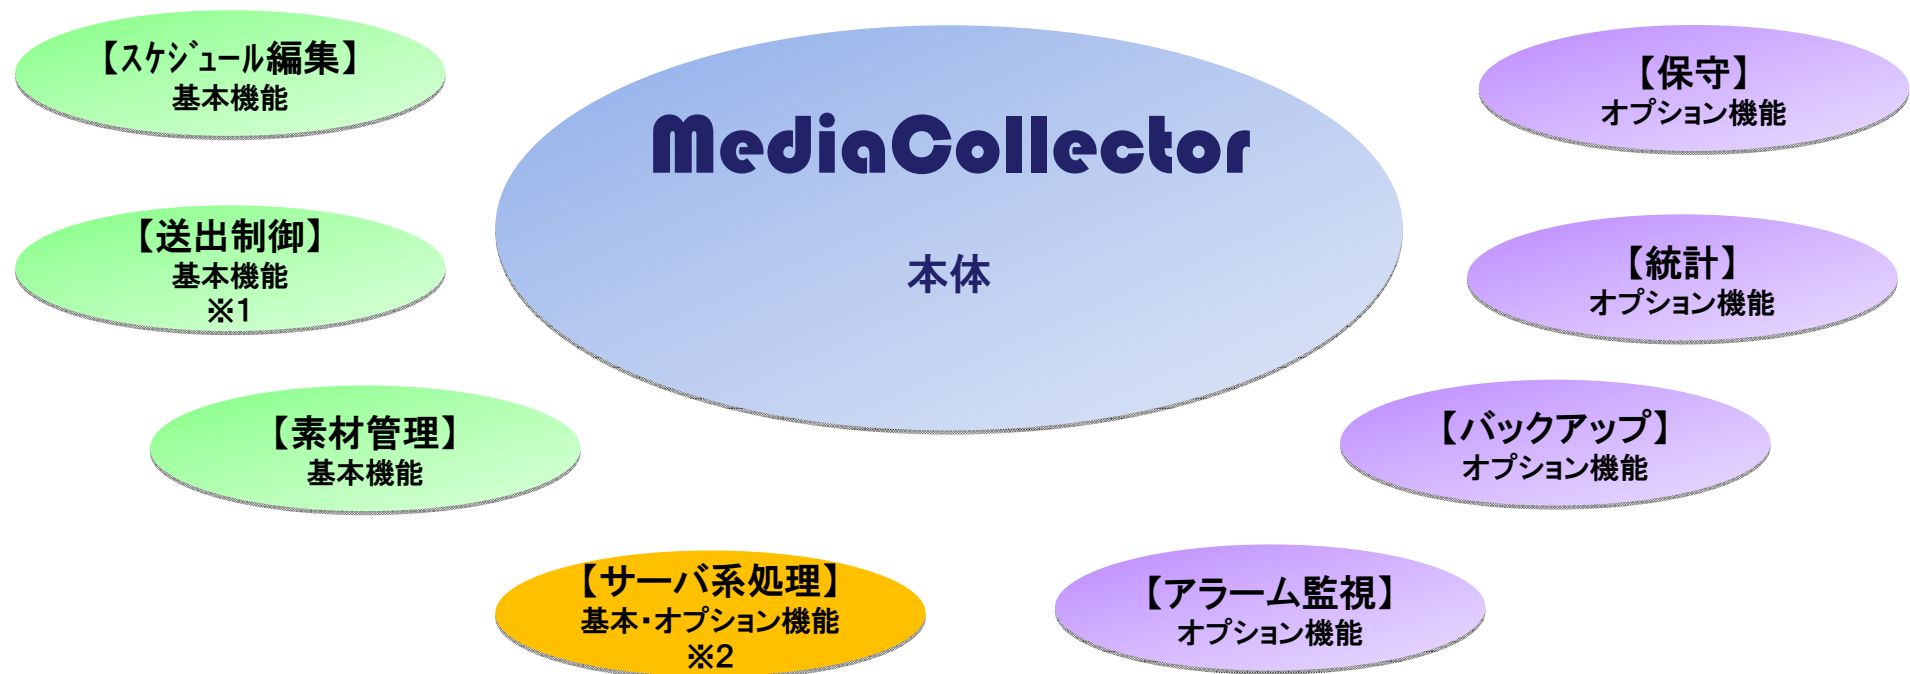 【ｽｹｼﾞｭｰﾙ編集】
基本機能
【送出制御】
基本機能
※1
【素材管理】
基本機能
【サーバ系処理】
基本・オプション機能
※2
MediaCollector
本体
【保守】
オプション機能
【統計】
オプション機能
【バックアップ】
オプション機能
【アラーム監視】
オプション機能